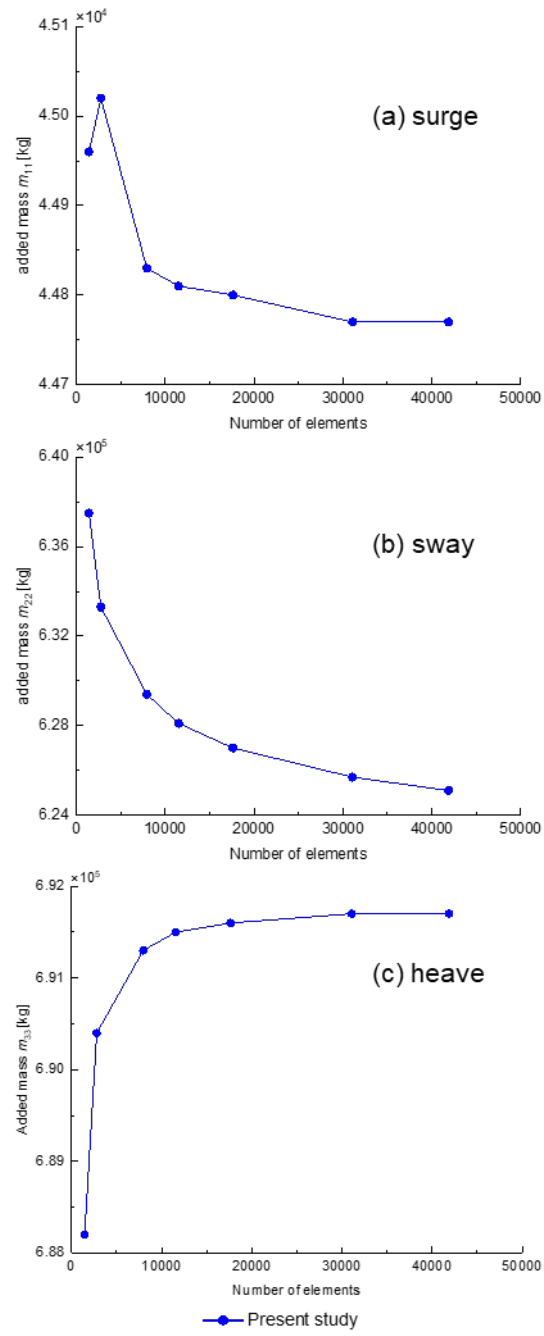 ×10⁴
4.51
4.50
4.49
4.48
4.47
added mass m₁₁ [kg]
(a) surge
0 10000 20000 30000 40000 50000
Number of elements
×10⁵
6.40
6.36
6.32
6.28
6.24
added mass m₂₂ [kg]
(b) sway
0 10000 20000 30000 40000 50000
Number of elements
×10⁵
6.92
6.91
6.90
6.89
6.88
Added mass m₃₃ [kg]
(c) heave
0 10000 20000 30000 40000 50000
Number of elements
Present study